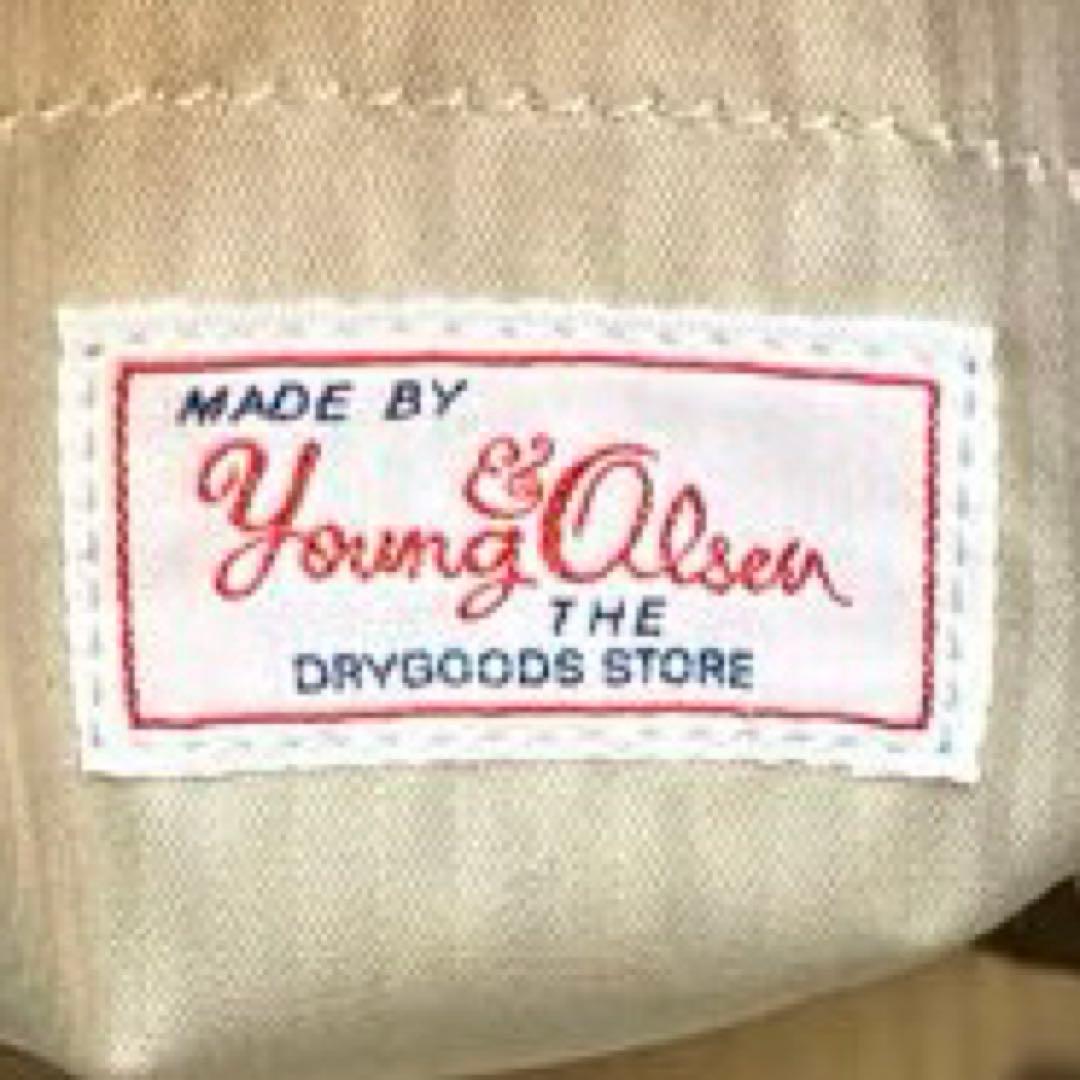 MADE BY
Young & Olsen
THE
DRYGOODS STORE